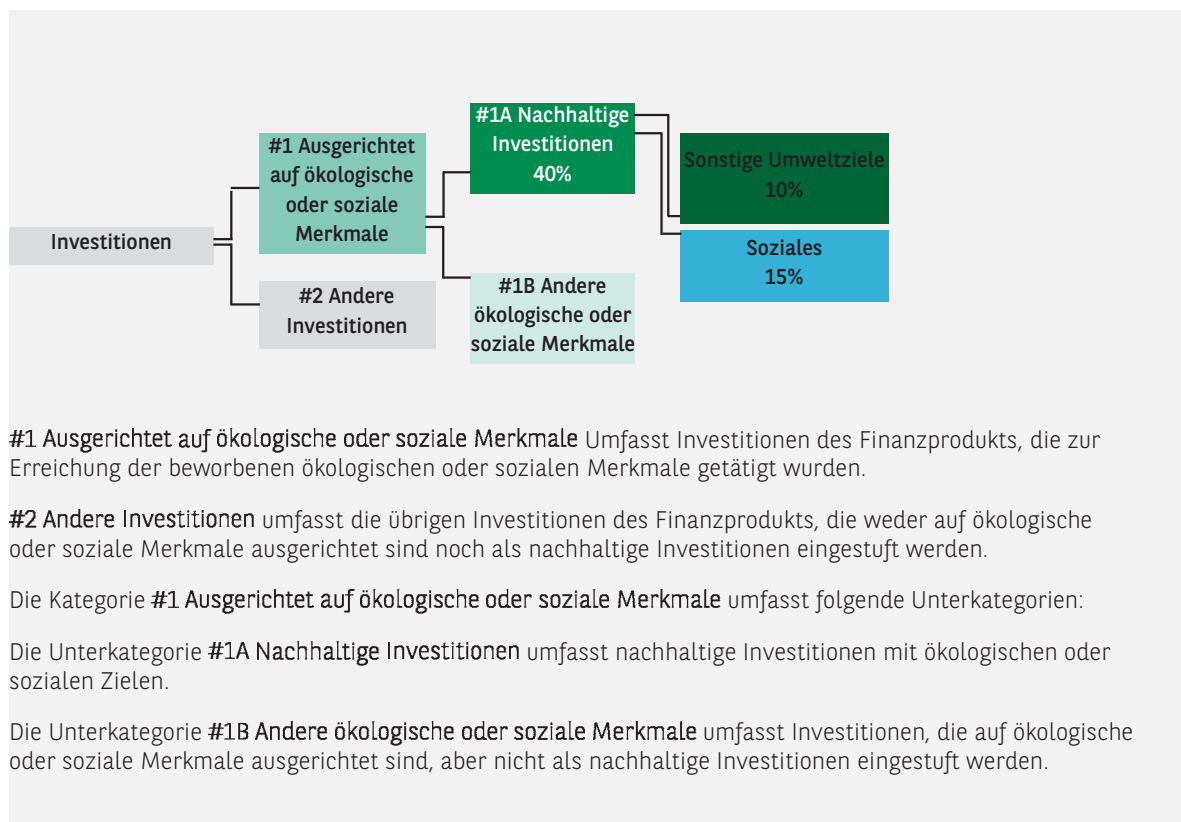 #1A Nachhaltige
Investitionen
40%
#1 Ausgerichtet
auf ökologische
oder soziale
Merkmale
Sonstige Umweltziele
10%
Investitionen
Soziales
15%
#2 Andere
Investitionen
#1B Andere
ökologische oder
soziale Merkmale
#1 Ausgerichtet auf ökologische oder soziale Merkmale Umfasst Investitionen des Finanzprodukts, die zur
Erreichung der beworbenen ökologischen oder sozialen Merkmale getätigt wurden.
#2 Andere Investitionen umfasst die übrigen Investitionen des Finanzprodukts, die weder auf ökologische
oder soziale Merkmale ausgerichtet sind noch als nachhaltige Investitionen eingestuft werden.
Die Kategorie #1 Ausgerichtet auf ökologische oder soziale Merkmale umfasst folgende Unterkategorien:
Die Unterkategorie #1A Nachhaltige Investitionen umfasst nachhaltige Investitionen mit ökologischen oder
sozialen Zielen.
Die Unterkategorie #1B Andere ökologische oder soziale Merkmale umfasst Investitionen, die auf ökologische
oder soziale Merkmale ausgerichtet sind, aber nicht als nachhaltige Investitionen eingestuft werden.